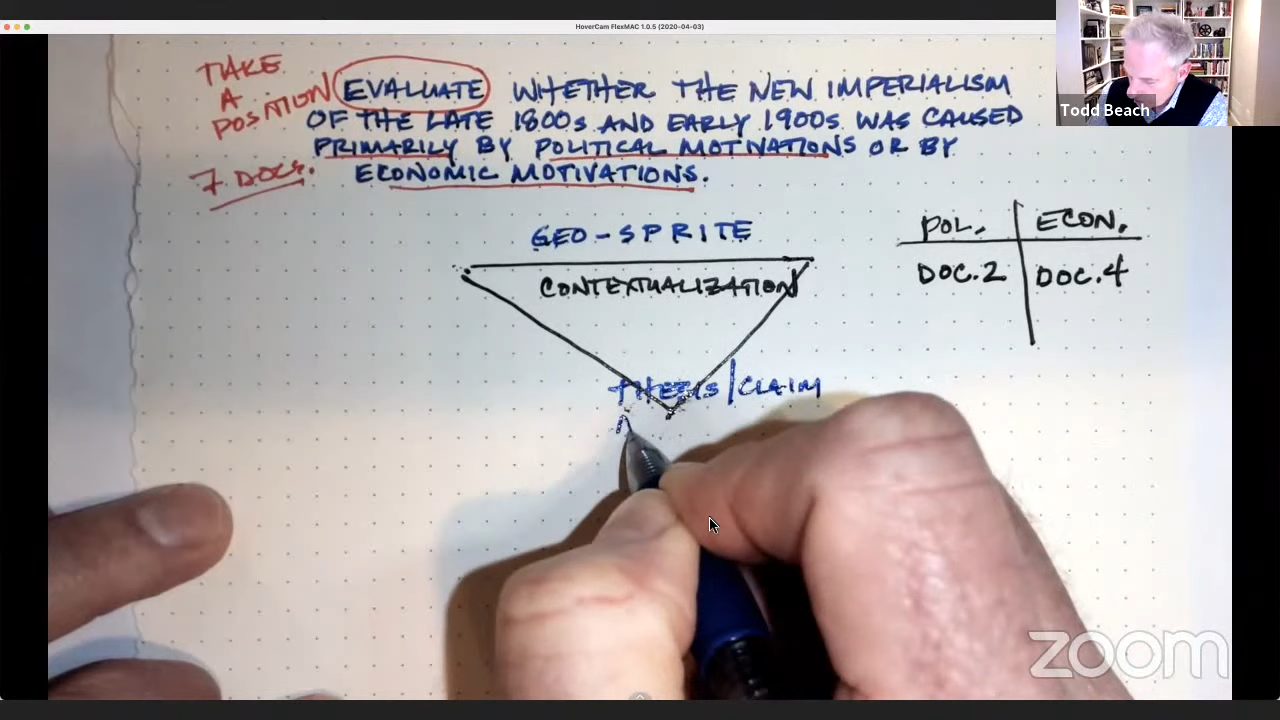 HoverCam FlexMAC 1.0.5 (2020-04-03)
Todd Beach
TAKE
A
POSITION
7 DOCS.
EVALUATE WHETHER THE NEW IMPERIALISM
OF THE LATE 1800s AND EARLY 1900s WAS CAUSED
PRIMARILY BY POLITICAL MOTIVATIONS OR BY
ECONOMIC MOTIVATIONS.
GEO-SPRITE
CONTEXTUALIZATION
THESIS/CLAIM
POL. ECON.
DOC.2 DOC.4
zoom